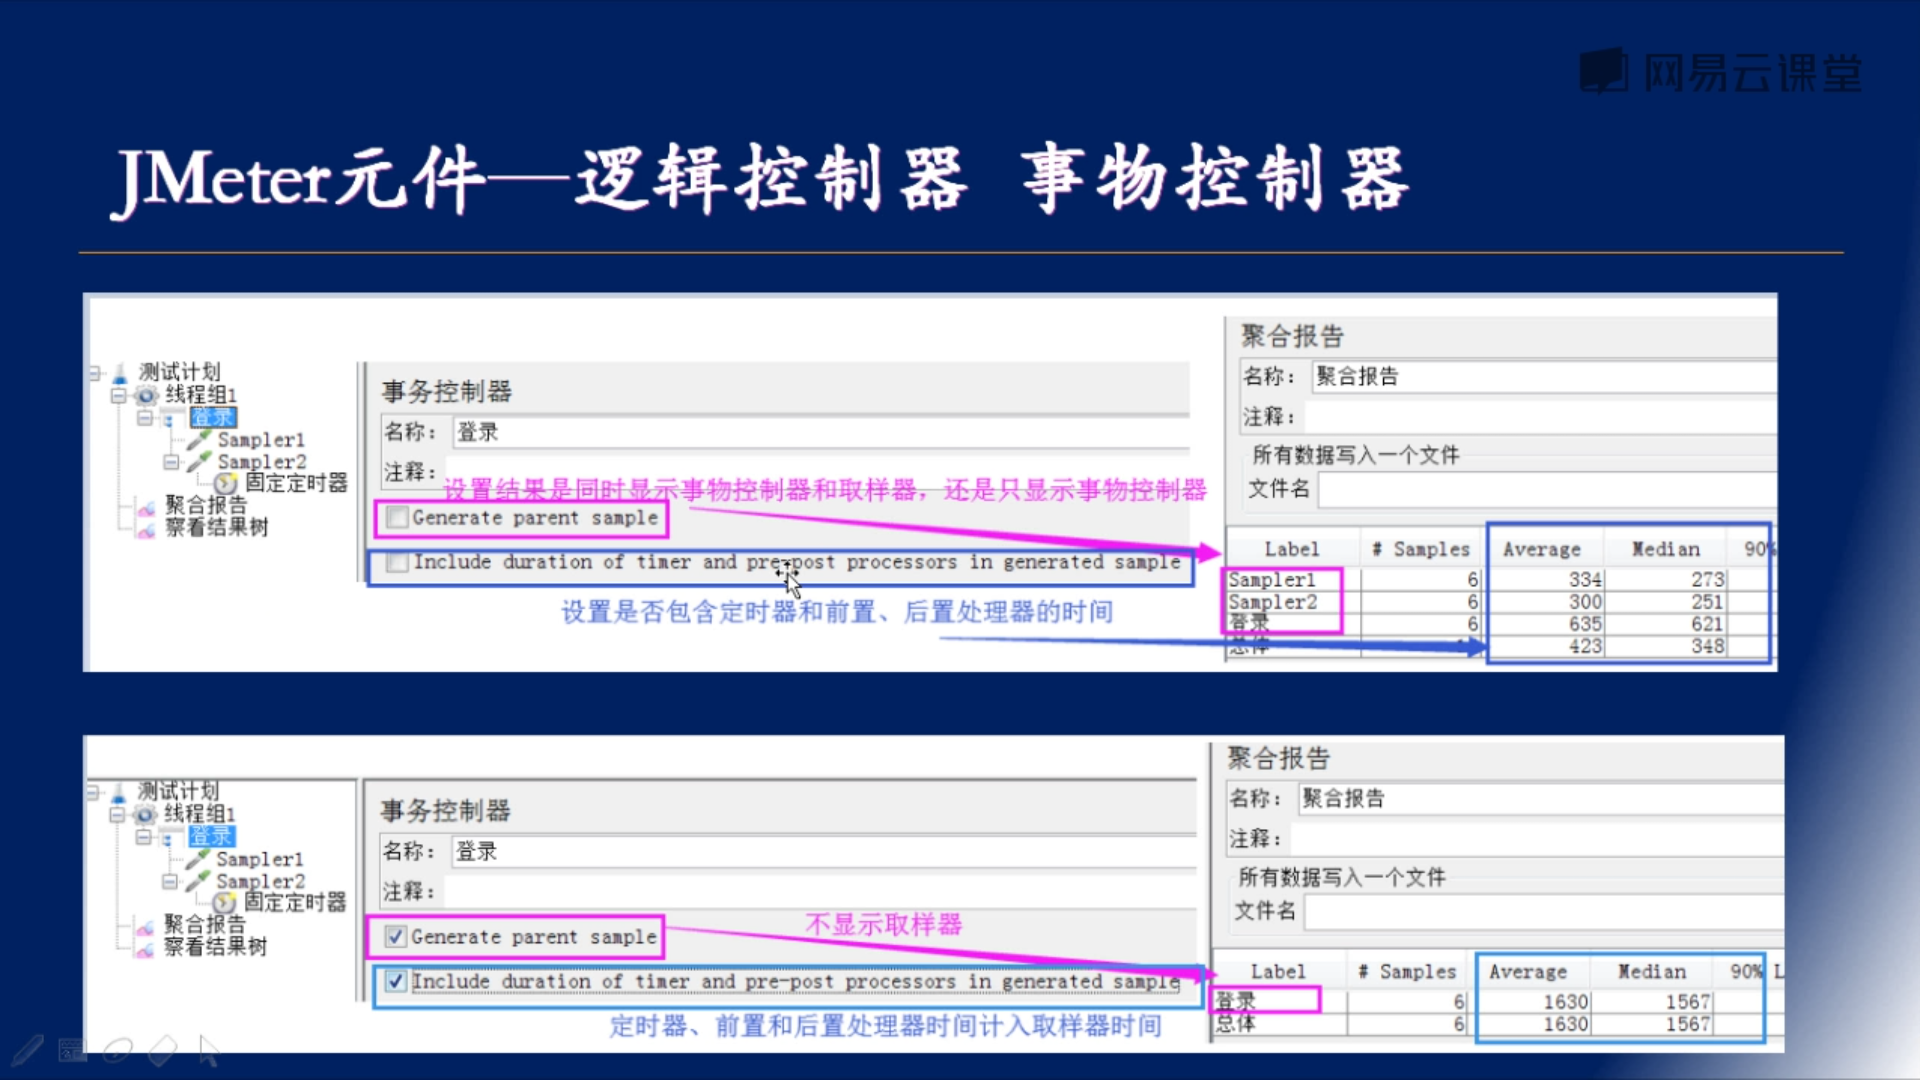 网易云课堂
JMeter元件—逻辑控制器 事物控制器
测试计划
线程组1
登录
Sampler1
Sampler2
固定定时器
聚合报告
察看结果树
事务控制器
名称： 登录
注释：
设置结果是同时显示事物控制器和取样器，还是只显示事物控制器
Generate parent sample
Include duration of timer and pre-post processors in generated sample
设置是否包含定时器和前置、后置处理器的时间
聚合报告
名称： 聚合报告
注释：
所有数据写入一个文件
文件名
Label # Samples Average Median 90%
Sampler1 6 334 273
Sampler2 6 300 251
登录 6 635 621
总体 423 348
测试计划
线程组1
登录
Sampler1
Sampler2
固定定时器
聚合报告
察看结果树
事务控制器
名称： 登录
注释：
Generate parent sample
不显示取样器
Include duration of timer and pre-post processors in generated sample
定时器、前置和后置处理器时间计入取样器时间
聚合报告
名称： 聚合报告
注释：
所有数据写入一个文件
文件名
Label # Samples Average Median 90% L
登录 6 1630 1567
总体 6 1630 1567